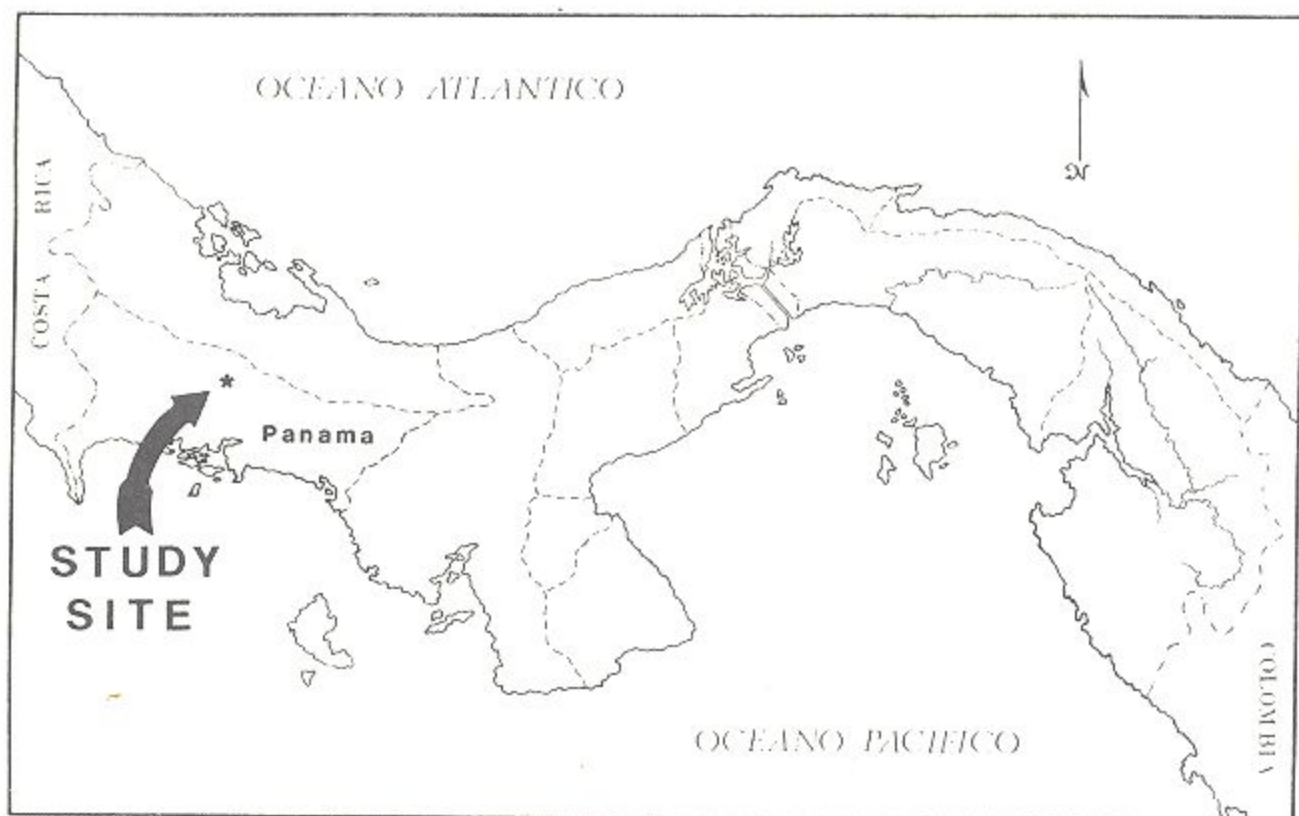 OCEANO ATLANTICO
N
COSTA RICA
Panama
STUDY
SITE
OCEANO PACIFICO
COLOMBIA